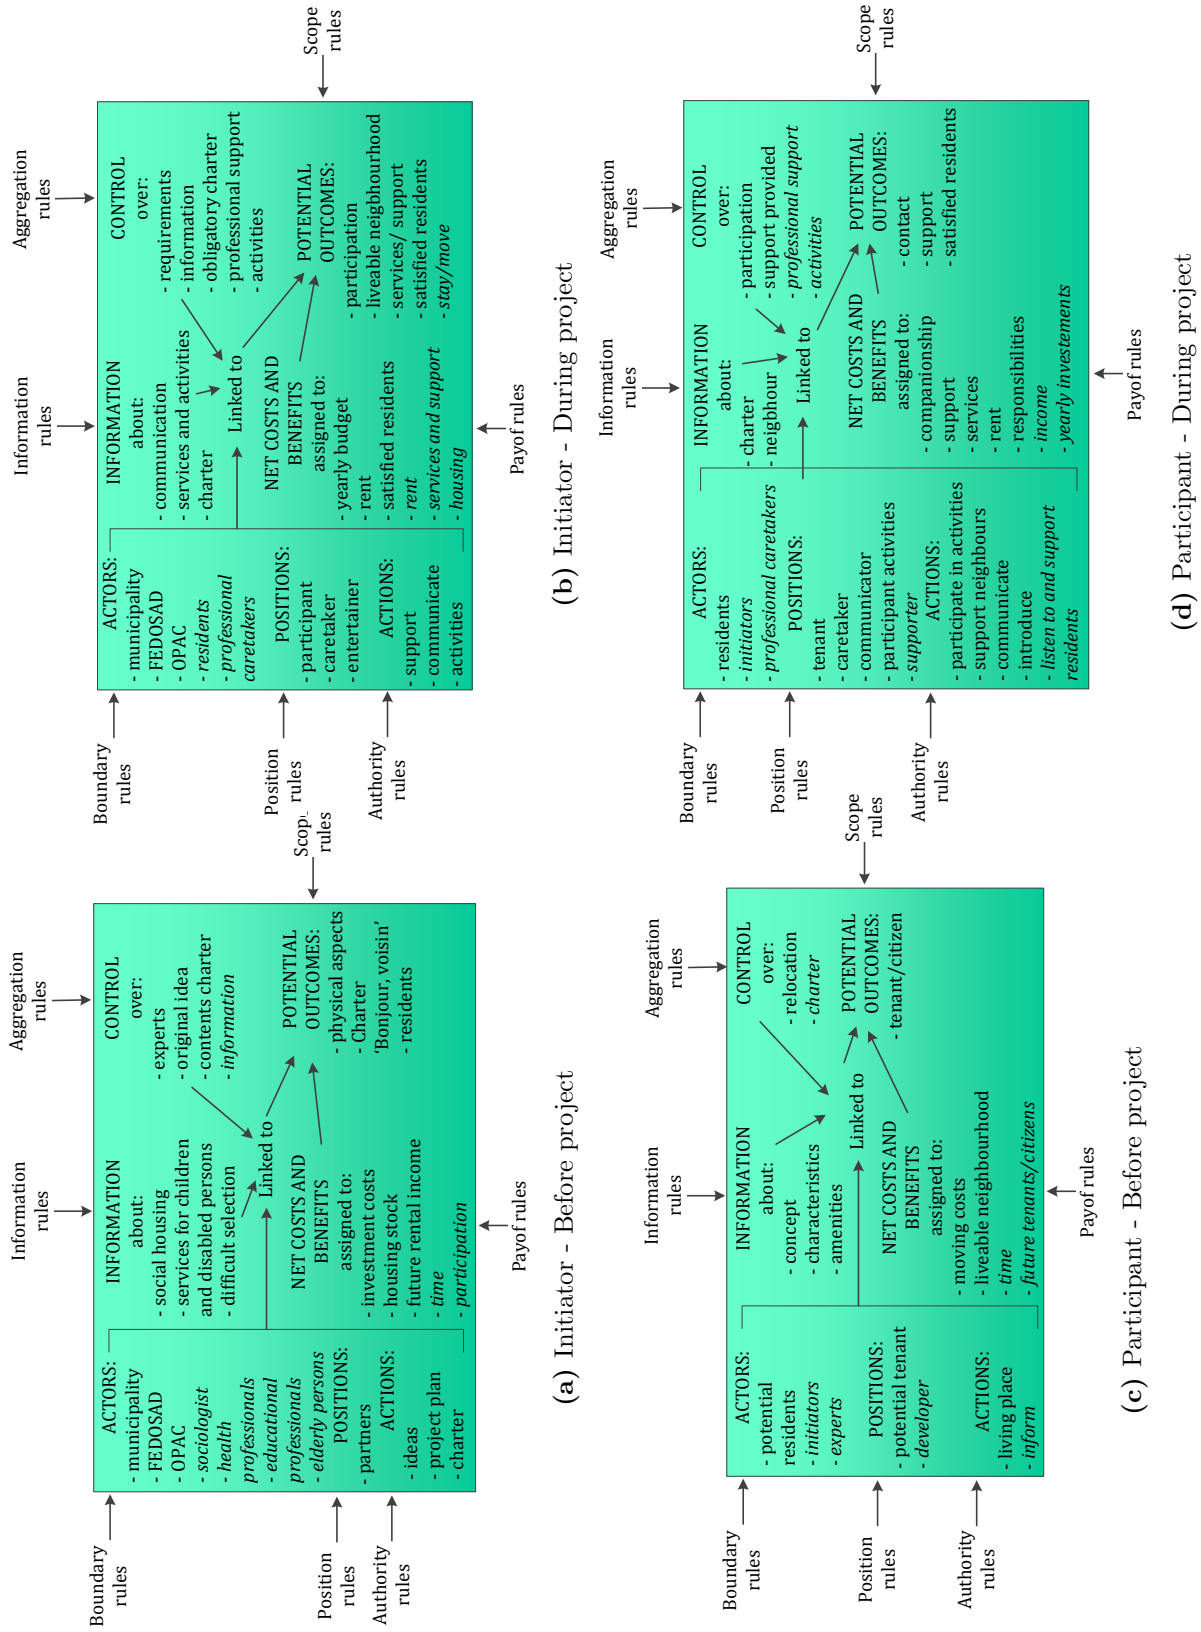 Information
rules
Aggregation
rules
Boundary
rules
Position
rules
Authority
rules
ACTORS:
- municipality
- FEDOSAD
- OPAC
- sociologist
- health
professionals
- educational
professionals
- elderly persons
POSITIONS:
- partners
ACTIONS:
- ideas
- project plan
- charter
INFORMATION
about:
- social housing
- services for children
and disabled persons
- difficult selection
Linked to
NET COSTS AND
BENEFITS
assigned to:
- investment costs
- housing stock
- future rental income
- time
- participation
CONTROL
over:
- experts
- original idea
- contents charter
- information
POTENTIAL
OUTCOMES:
- physical aspects
- Charter
'Bonjour, voisin'
- residents
Scope
rules
Payof rules
(a) Initiator - Before project
Information
rules
Aggregation
rules
Boundary
rules
Position
rules
Authority
rules
ACTORS:
- municipality
- FEDOSAD
- OPAC
- residents
- professional
caretakers
POSITIONS:
- participant
- caretaker
- entertainer
ACTIONS:
- support
- communicate
- activities
INFORMATION
about:
- communication
- services and activities
- charter
Linked to
NET COSTS AND
BENEFITS
assigned to:
- yearly budget
- rent
- satisfied residents
- rent
- services and support
- housing
CONTROL
over:
- requirements
- information
- obligatory charter
- professional support
- activities
POTENTIAL
OUTCOMES:
- participation
- liveable neighbourhood
- services/ support
- satisfied residents
- stay/move
Scope
rules
Payof rules
(b) Initiator - During project
Information
rules
Aggregation
rules
Boundary
rules
Position
rules
Authority
rules
ACTORS:
- potential
residents
- initiators
- experts
POSITIONS:
- potential tenant
- developer
ACTIONS:
- living place
- inform
INFORMATION
about:
- concept
- characteristics
- amenities
Linked to
NET COSTS AND
BENEFITS
assigned to:
- moving costs
- liveable neighbourhood
- time
- future tenants/citizens
CONTROL
over:
- relocation
- charter
POTENTIAL
OUTCOMES:
- tenant/citizen
Scope
rules
Payof rules
(c) Participant - Before project
Information
rules
Aggregation
rules
Boundary
rules
Position
rules
Authority
rules
ACTORS:
- residents
- initiators
- professional caretakers
POSITIONS:
- tenant
- caretaker
- communicator
- participant activities
- supporter
ACTIONS:
- participate in activities
- support neighbours
- communicate
- introduce
- listen to and support
residents
INFORMATION
about:
- charter
- neighbour
Linked to
NET COSTS AND
BENEFITS
assigned to:
- companionship
- support
- services
- rent
- responsibilities
- income
- yearly investements
CONTROL
over:
- participation
- support provided
- professional support
- activities
POTENTIAL
OUTCOMES:
- contact
- support
- satisfied residents
Scope
rules
Payof rules
(d) Participant - During project